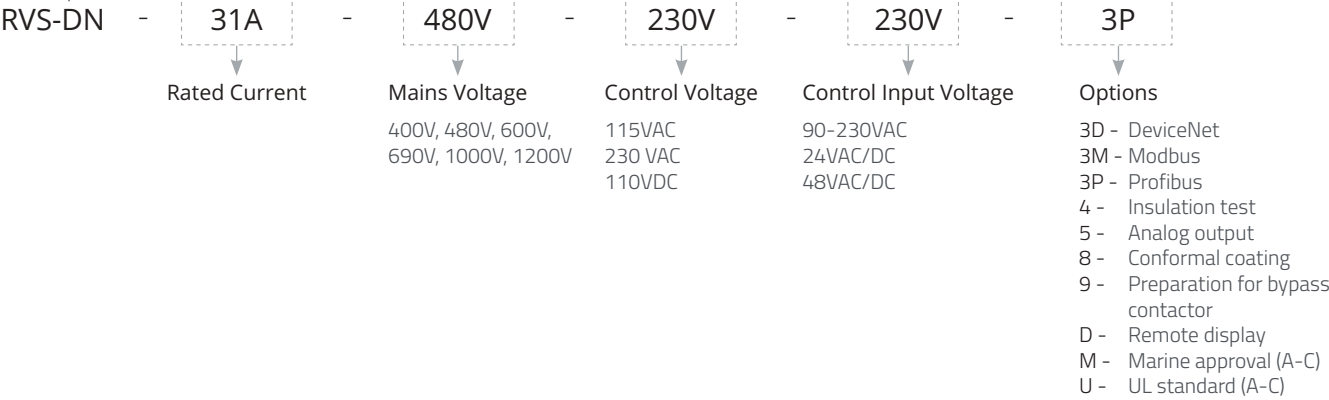 RVS-DN - 31A - 480V - 230V - 230V - 3P
Rated Current
Mains Voltage
400V, 480V, 600V,
690V, 1000V, 1200V
Control Voltage
115VAC
230 VAC
110VDC
Control Input Voltage
90-230VAC
24VAC/DC
48VAC/DC
Options
3D - DeviceNet
3M - Modbus
3P - Profibus
4 - Insulation test
5 - Analog output
8 - Conformal coating
9 - Preparation for bypass
contactor
D - Remote display
M - Marine approval (A-C)
U - UL standard (A-C)